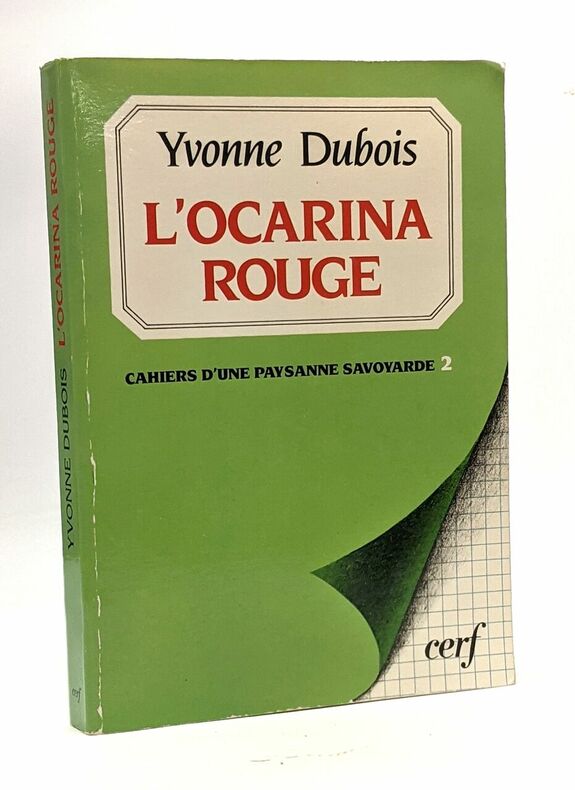 Yvonne Dubois
L'OCARINA
ROUGE
CAHIERS D'UNE PAYSANNE SAVOYARDE 2
cerf
YVONNE DUBOIS L'OCARINA ROUGE
cerf